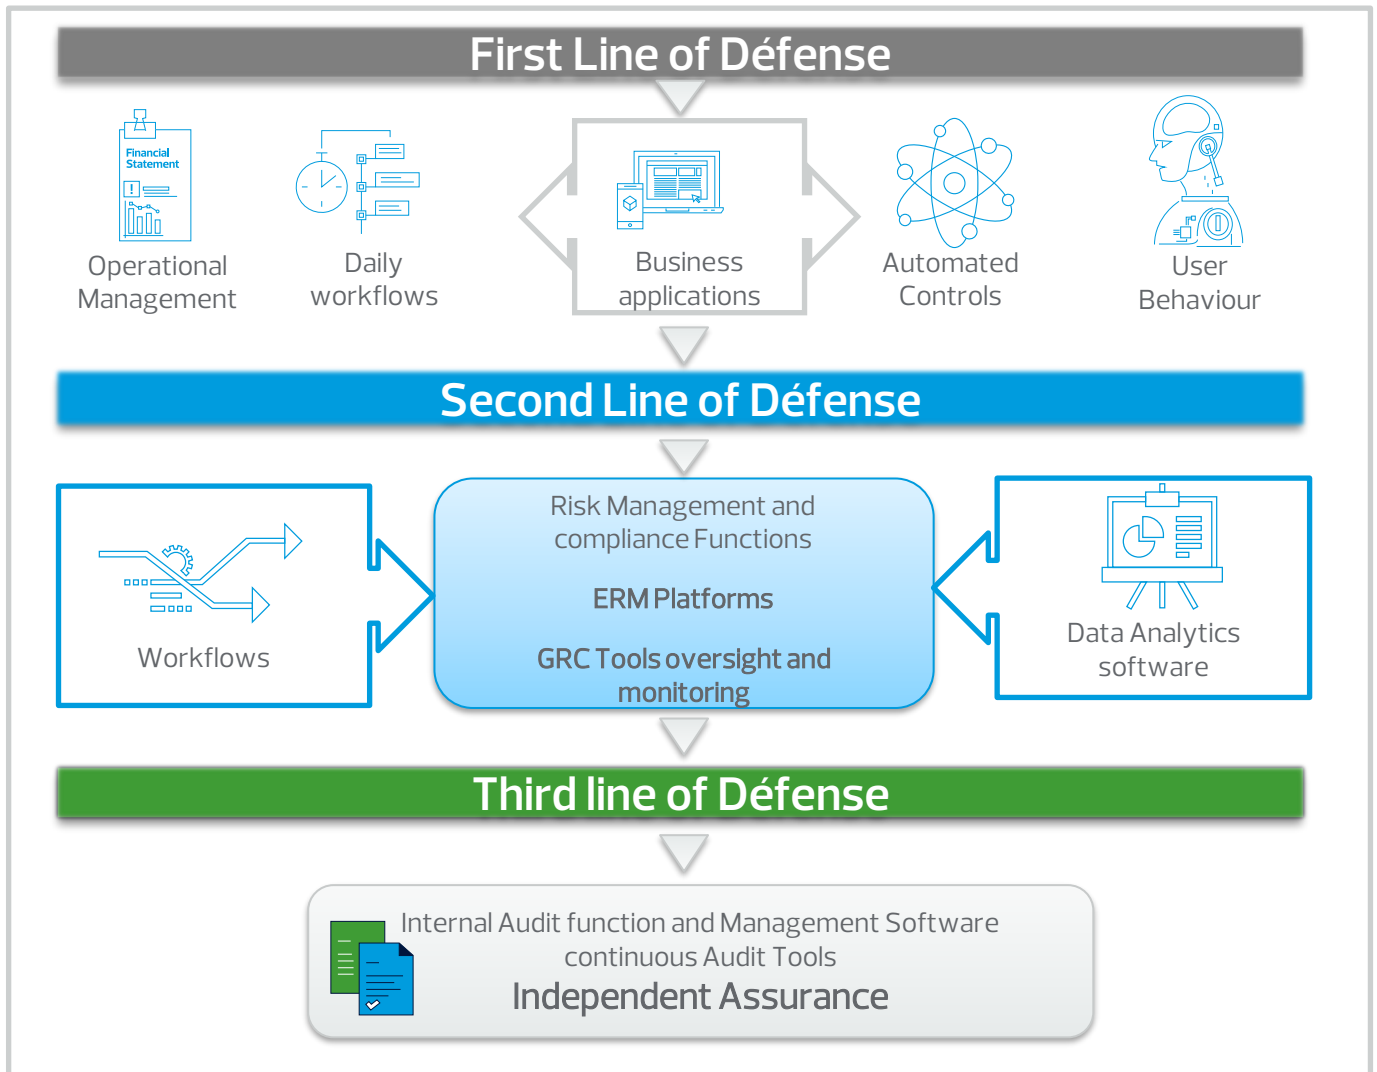 First Line of Défense
Financial
Statement
!
Operational
Management
Daily
workflows
Business
applications
Automated
Controls
User
Behaviour
Second Line of Défense
Workflows
Risk Management and
compliance Functions
ERM Platforms
GRC Tools oversight and
monitoring
Data Analytics
software
Third line of Défense
Internal Audit function and Management Software
continuous Audit Tools
Independent Assurance